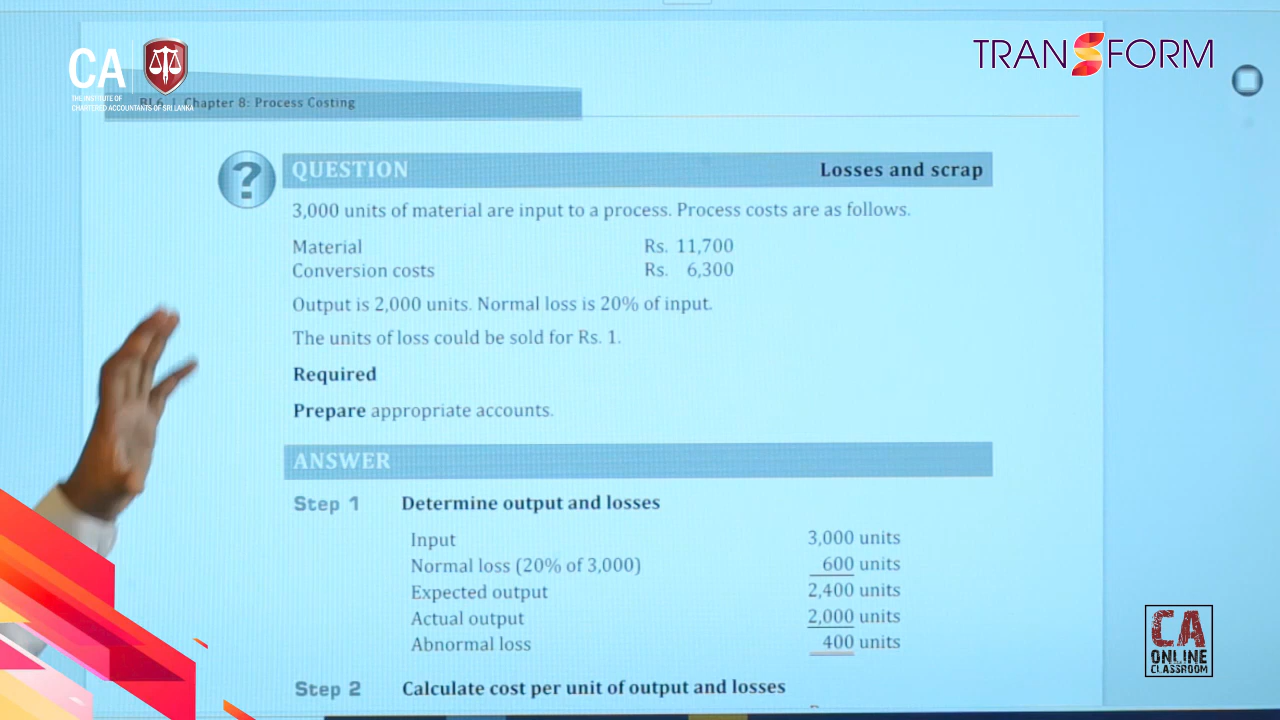 CA
THE INSTITUTE OF
CHARTERED ACCOUNTANTS OF SRI LANKA
TRANSFORM
Chapter 8: Process Costing
?
QUESTION Losses and scrap
3,000 units of material are input to a process. Process costs are as follows.
Material Rs. 11,700
Conversion costs Rs. 6,300
Output is 2,000 units. Normal loss is 20% of input.
The units of loss could be sold for Rs. 1.
Required
Prepare appropriate accounts.
ANSWER
Step 1 Determine output and losses
Input 3,000 units
Normal loss (20% of 3,000) 600 units
Expected output 2,400 units
Actual output 2,000 units
Abnormal loss 400 units
Step 2 Calculate cost per unit of output and losses
CA
ONLINE
CLASSROOM